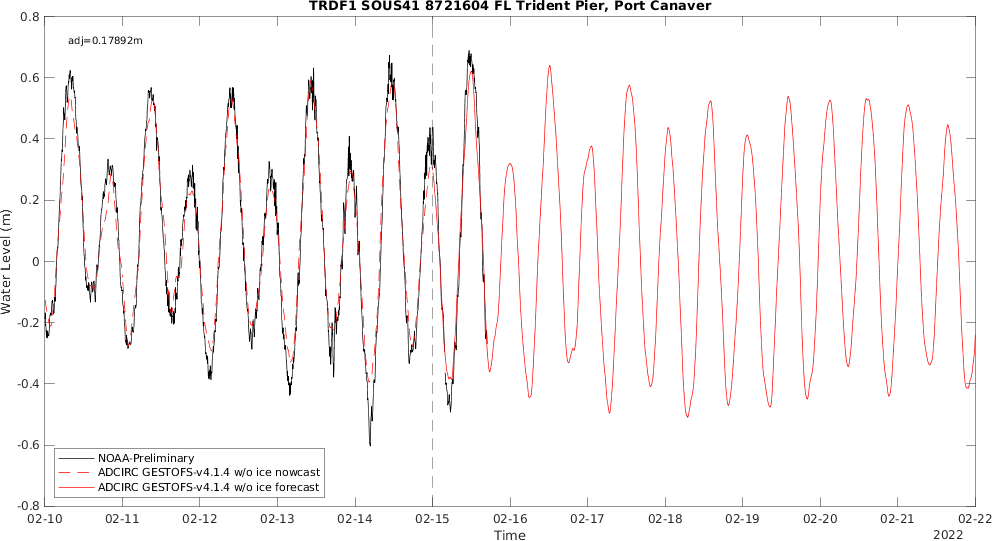 TRDF1 SOUS41 8721604 FL Trident Pier, Port Canaver
adj=0.17892m
0.8
0.6
0.4
0.2
0
-0.2
-0.4
-0.6
-0.8
Water Level (m)
NOAA-Preliminary
ADCIRC GESTOFS-v4.1.4 w/o ice nowcast
ADCIRC GESTOFS-v4.1.4 w/o ice forecast
02-10 02-11 02-12 02-13 02-14 02-15 02-16 02-17 02-18 02-19 02-20 02-21 02-22
Time
2022